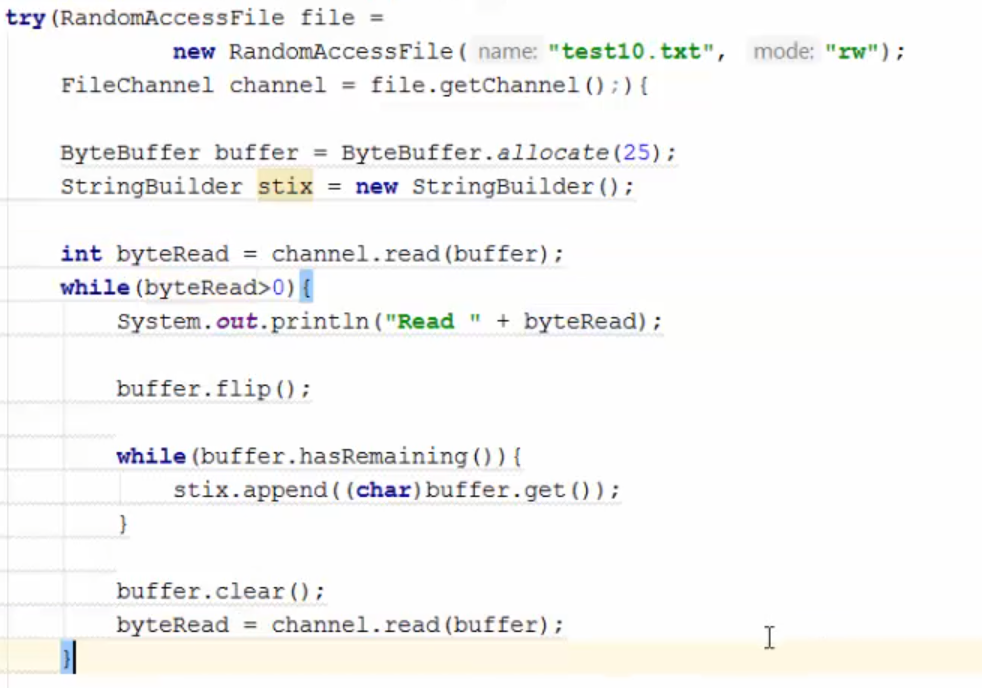 try(RandomAccessFile file =
new RandomAccessFile( name: "test10.txt", mode: "rw");
FileChannel channel = file.getChannel();){
ByteBuffer buffer = ByteBuffer.allocate(25);
StringBuilder stix = new StringBuilder();
int byteRead = channel.read(buffer);
while(byteRead>0){
System.out.println("Read " + byteRead);
buffer.flip();
while(buffer.hasRemaining()){
stix.append((char)buffer.get());
}
buffer.clear();
byteRead = channel.read(buffer);
}